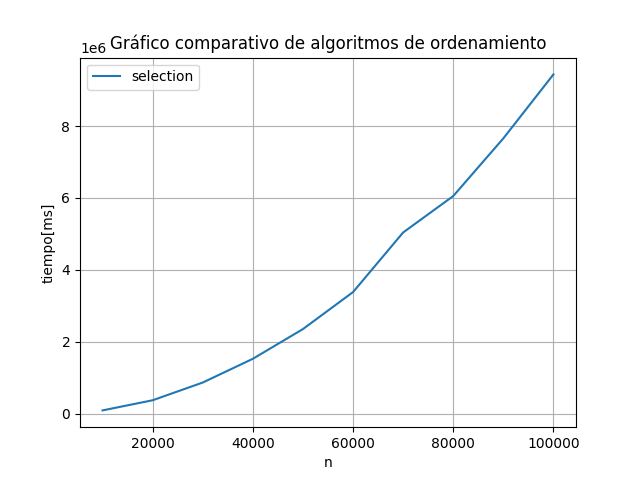 Gráfico comparativo de algoritmos de ordenamiento
1e6
selection
8
6
4
2
0
tiempo[ms]
20000 40000 60000 80000 100000
n